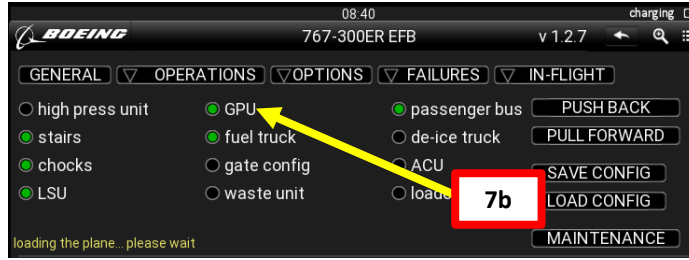 08:40 charging
BOEING 767-300ER EFB v 1.2.7
GENERAL OPERATIONS OPTIONS FAILURES IN-FLIGHT
high press unit GPU passenger bus PUSH BACK
stairs fuel truck de-ice truck PULL FORWARD
chocks gate config ACU SAVE CONFIG
LSU waste unit 7b LOAD CONFIG
loading the plane... please wait MAINTENANCE